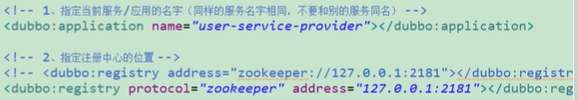 <!-- 1、指定当前服务/应用的名字（同样的服务名字相同，不要和别的服务同名） -->
<dubbo:application name="user-service-provider"></dubbo:application>
<!-- 2、指定注册中心的位置 -->
<!-- <dubbo:registry address="zookeeper://127.0.0.1:2181"></dubbo:registr
<dubbo:registry protocol="zookeeper" address="127.0.0.1:2181"></dubbo:reg